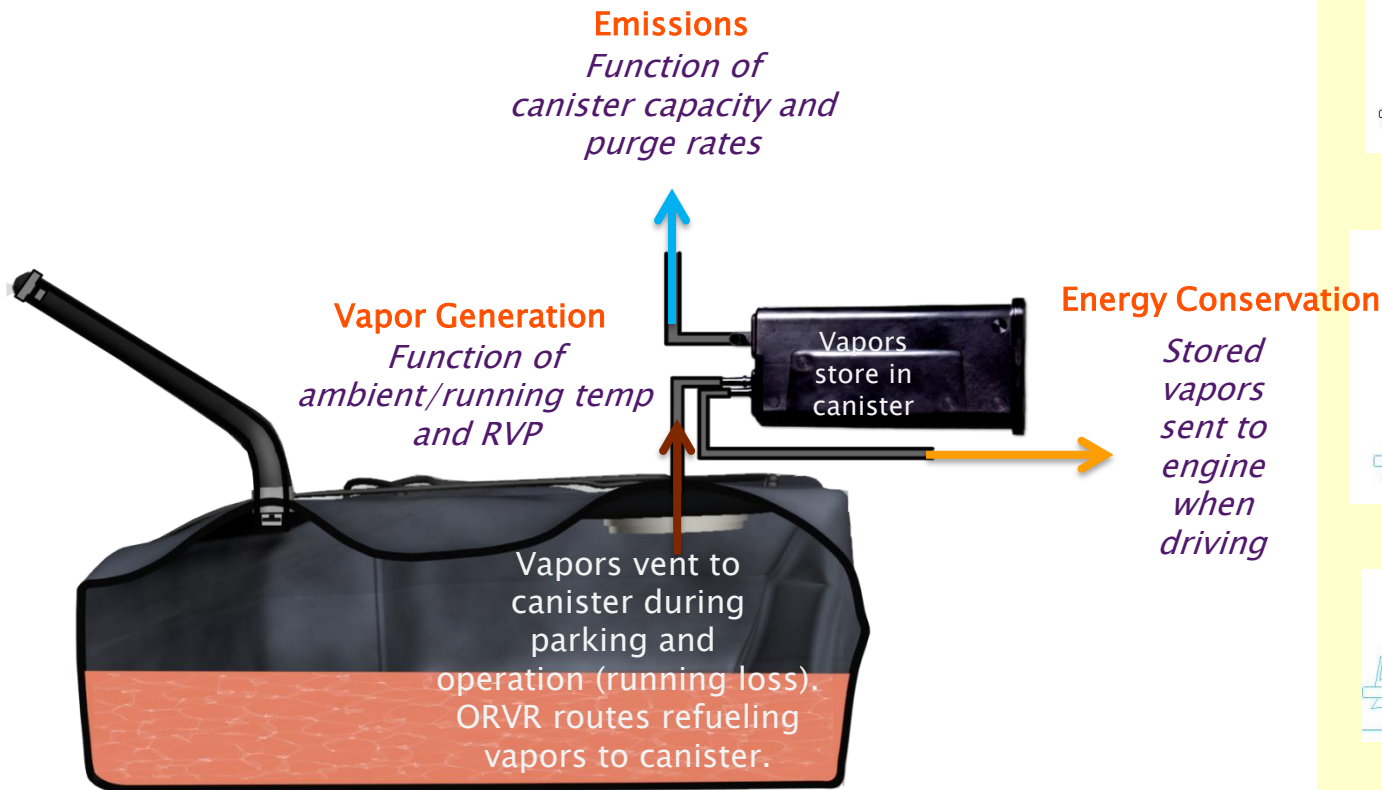 Emissions
Function of
canister capacity and
purge rates
Vapor Generation
Function of
ambient/running temp
and RVP
Vapors
store in
canister
Energy Conservation
Stored
vapors
sent to
engine
when
driving
Vapors vent to
canister during
parking and
operation (running loss).
ORVR routes refueling
vapors to canister.